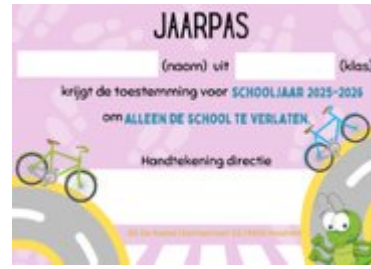 JAARPAS
(naam) uit (klas)
krijgt de toestemming voor SCHOOLJAAR 2025-2026
om ALLEEN DE SCHOOL TE VERLATEN.
Handtekening directie